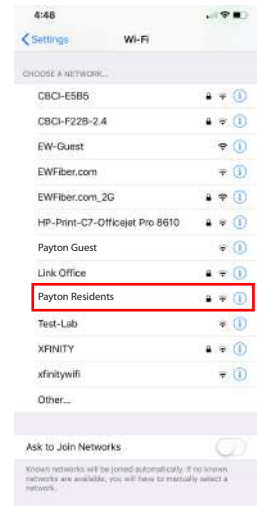 4:48
Settings
Wi-Fi
CHOOSE A NETWORK...
CBCI-E5B5
CBCI-F22B-2.4
EW-Guest
EWFiber.com
EWFiber.com_2G
HP-Print-C7-Officejet Pro 8610
Payton Guest
Link Office
Payton Residents
Test-Lab
XFINITY
xfinitywifi
Other...
Ask to Join Networks
Known networks will be joined automatically. If no known
networks are available, you will have to manually select a
network.